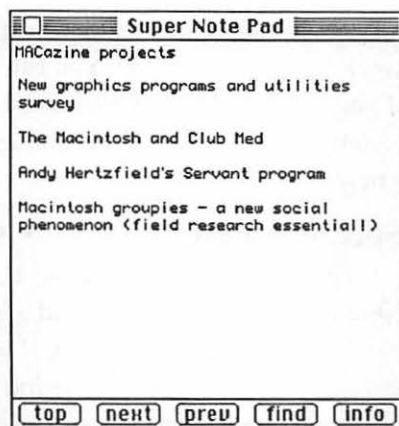 Super Note Pad
MACazine projects
New graphics programs and utilities
survey
The Macintosh and Club Med
Andy Hertzfield's Servant program
Macintosh groupies - a new social
phenomenon (field research essential!)
top next prev find info